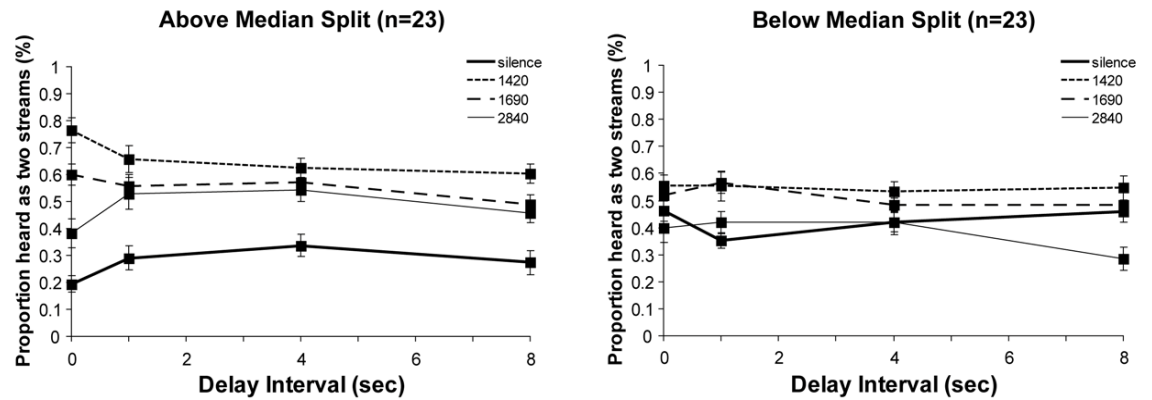 Above Median Split (n=23)
Proportion heard as two streams (%)
1
0.9
0.8
0.7
0.6
0.5
0.4
0.3
0.2
0.1
0
0 2 4 6 8
Delay Interval (sec)
silence
1420
1690
2840
Below Median Split (n=23)
Proportion heard as two streams (%)
1
0.9
0.8
0.7
0.6
0.5
0.4
0.3
0.2
0.1
0
0 2 4 6 8
Delay Interval (sec)
silence
1420
1690
2840